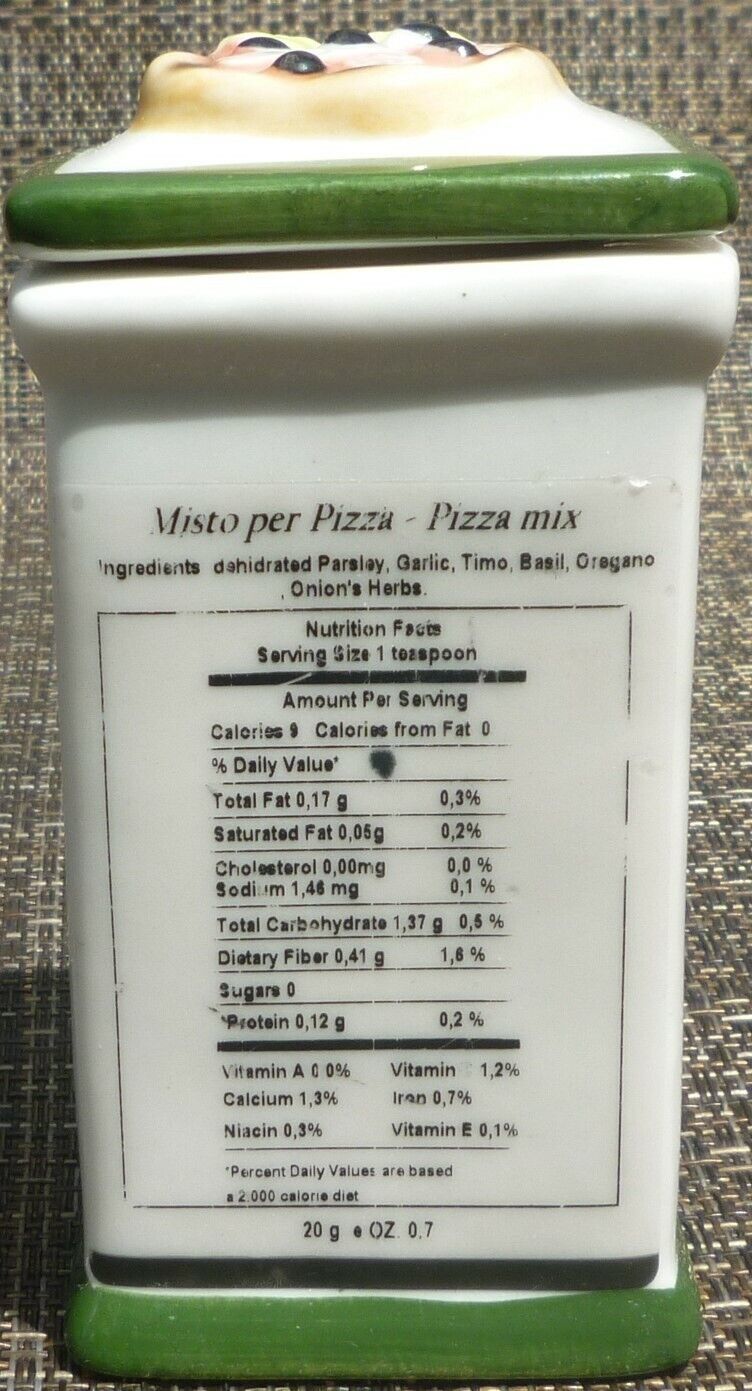 Misto per Pizza - Pizza mix
Ingredients dehidrated Parsley, Garlic, Timo, Basil, Oregano
, Onion's Herbs.
Nutrition Facts
Serving Size 1 teaspoon
Amount Per Serving
Calories 9 Calories from Fat 0
% Daily Value*
Total Fat 0,17 g 0,3%
Saturated Fat 0,05g 0,2%
Cholesterol 0,00mg 0,0 %
Sodium 1,46 mg 0,1 %
Total Carbohydrate 1,37 g 0,5 %
Dietary Fiber 0,41 g 1,6 %
Sugars 0
Protein 0,12 g 0,2 %
Vitamin A 0 0% Vitamin 1,2%
Calcium 1,3% Iron 0,7%
Niacin 0,3% Vitamin E 0,1%
*Percent Daily Values are based
a 2.000 calorie diet
20 g e OZ. 0,7